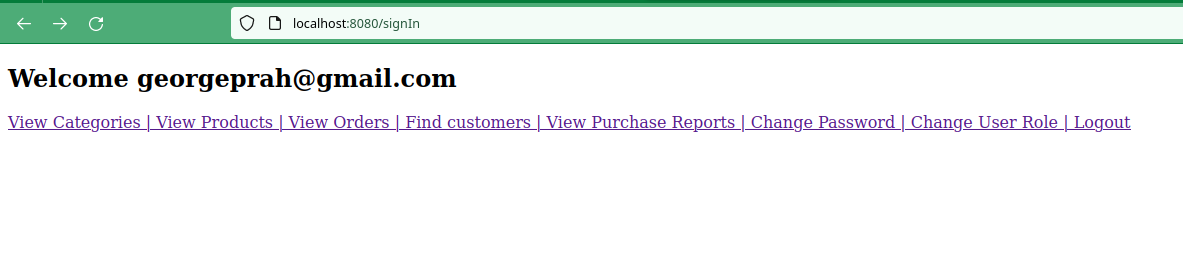 localhost:8080/signIn
Welcome georgeprah@gmail.com
View Categories | View Products | View Orders | Find customers | View Purchase Reports | Change Password | Change User Role | Logout